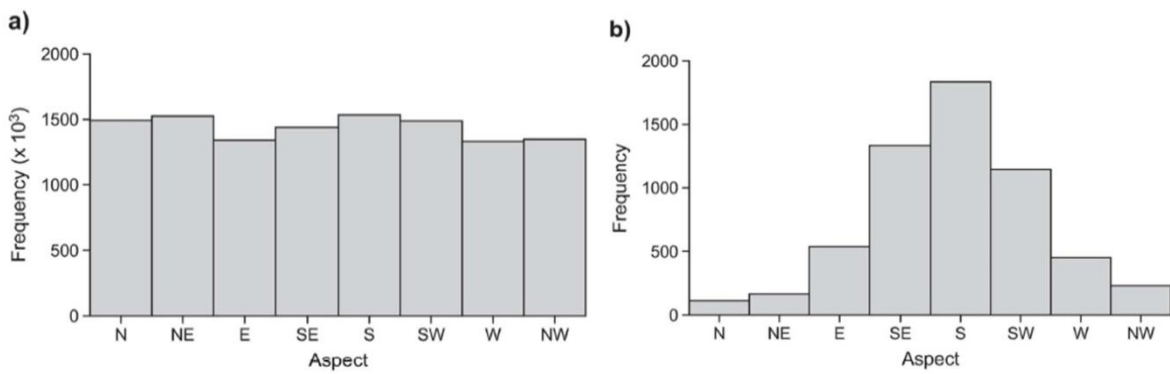 a)
2000
1500
1000
500
0
Frequency (x 10³)
N NE E SE S SW W NW
Aspect
b)
2000
1500
1000
500
0
Frequency
N NE E SE S SW W NW
Aspect